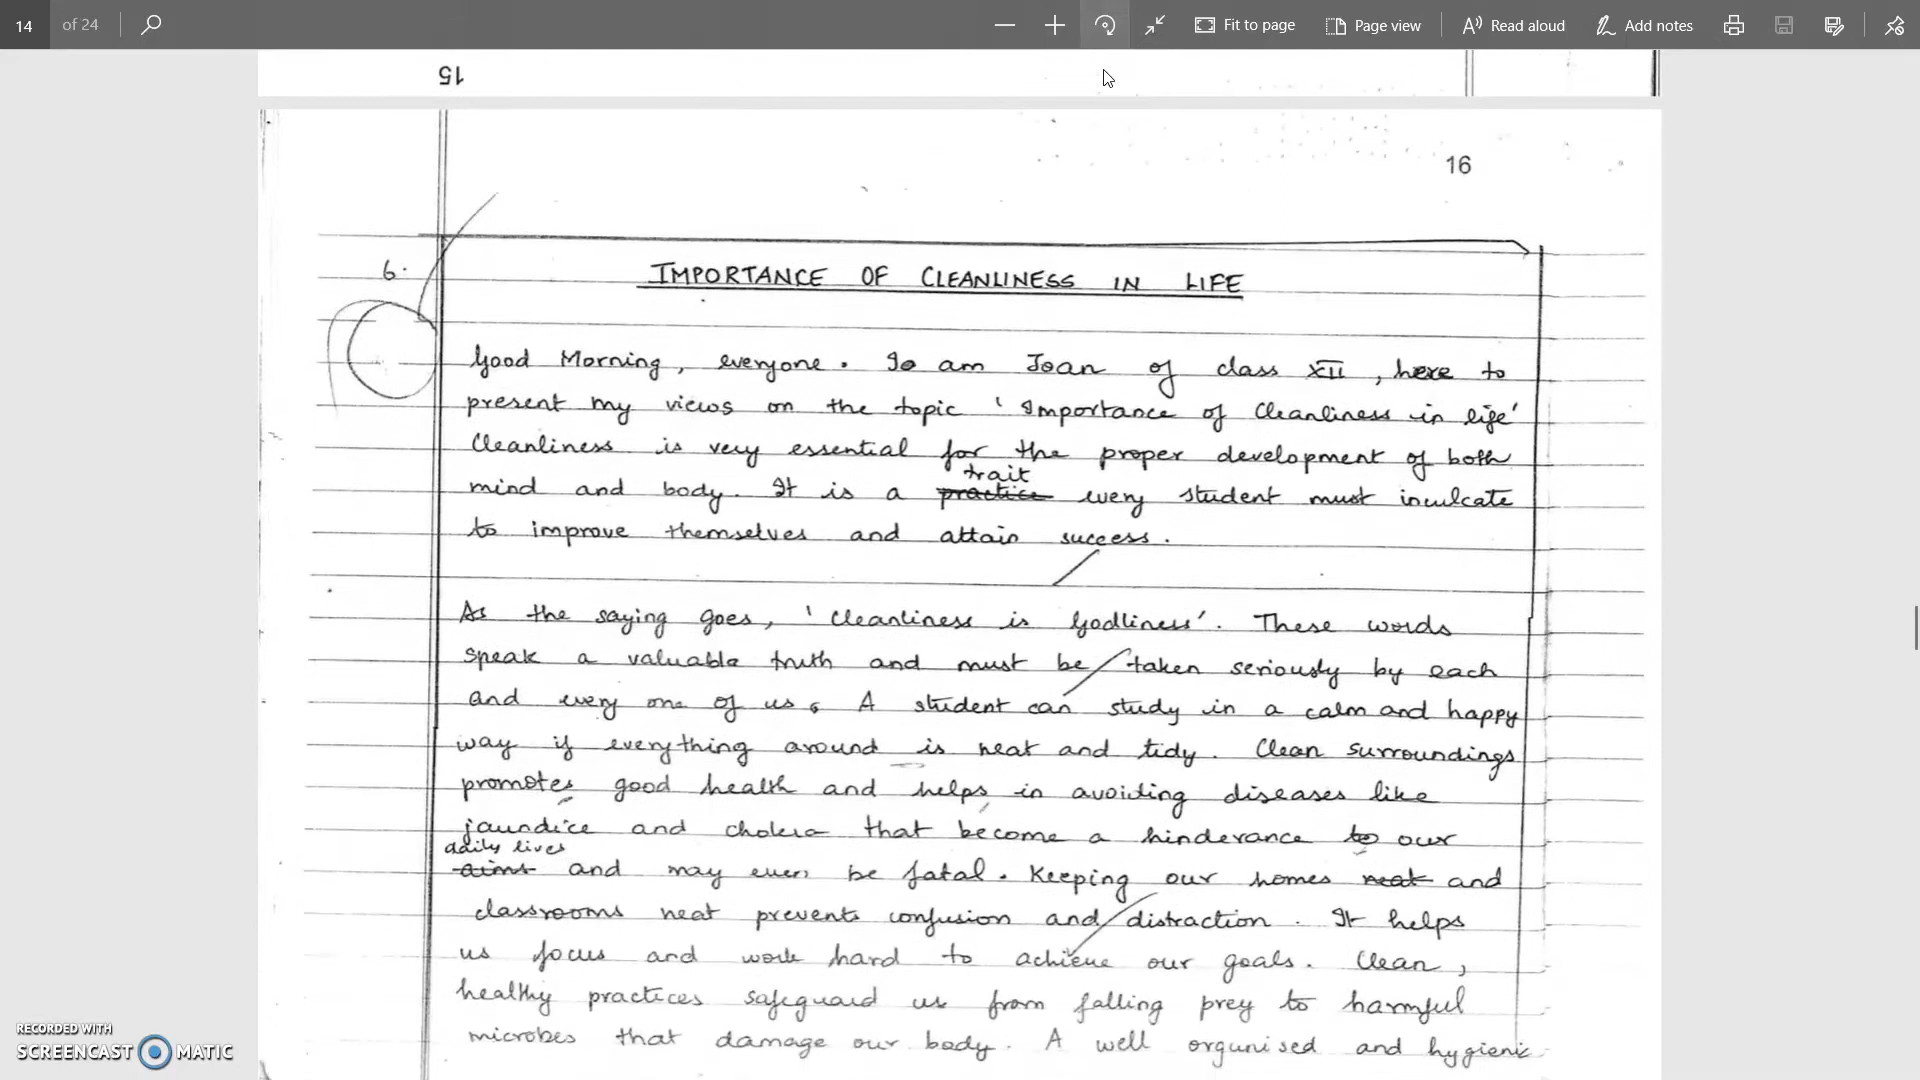 14 of 24 Fit to page Page view Read aloud Add notes
15
16
6. IMPORTANCE OF CLEANLINESS IN LIFE
Good Morning, everyone. I am Joan of class XII, here to
present my views on the topic 'Importance of Cleanliness in life'
Cleanliness is very essential for the proper development of both
trait
mind and body. It is a practice every student must inculcate
to improve themselves and attain success.
As the saying goes, 'Cleanliness is Godliness'. These words
speak a valuable truth and must be taken seriously by each
and every one of us. A student can study in a calm and happy
way if everything around is neat and tidy. Clean surroundings
promotes good health and helps in avoiding diseases like
jaundice and cholera that become a hinderance to our
daily lives
aims and may even be fatal. Keeping our homes neat and
classrooms neat prevents confusion and distraction. It helps
us focus and work hard to achieve our goals. Clean,
healthy practices safeguard us from falling prey to harmful
microbes that damage our body. A well organised and hygienic
RECORDED WITH
SCREENCAST MATIC